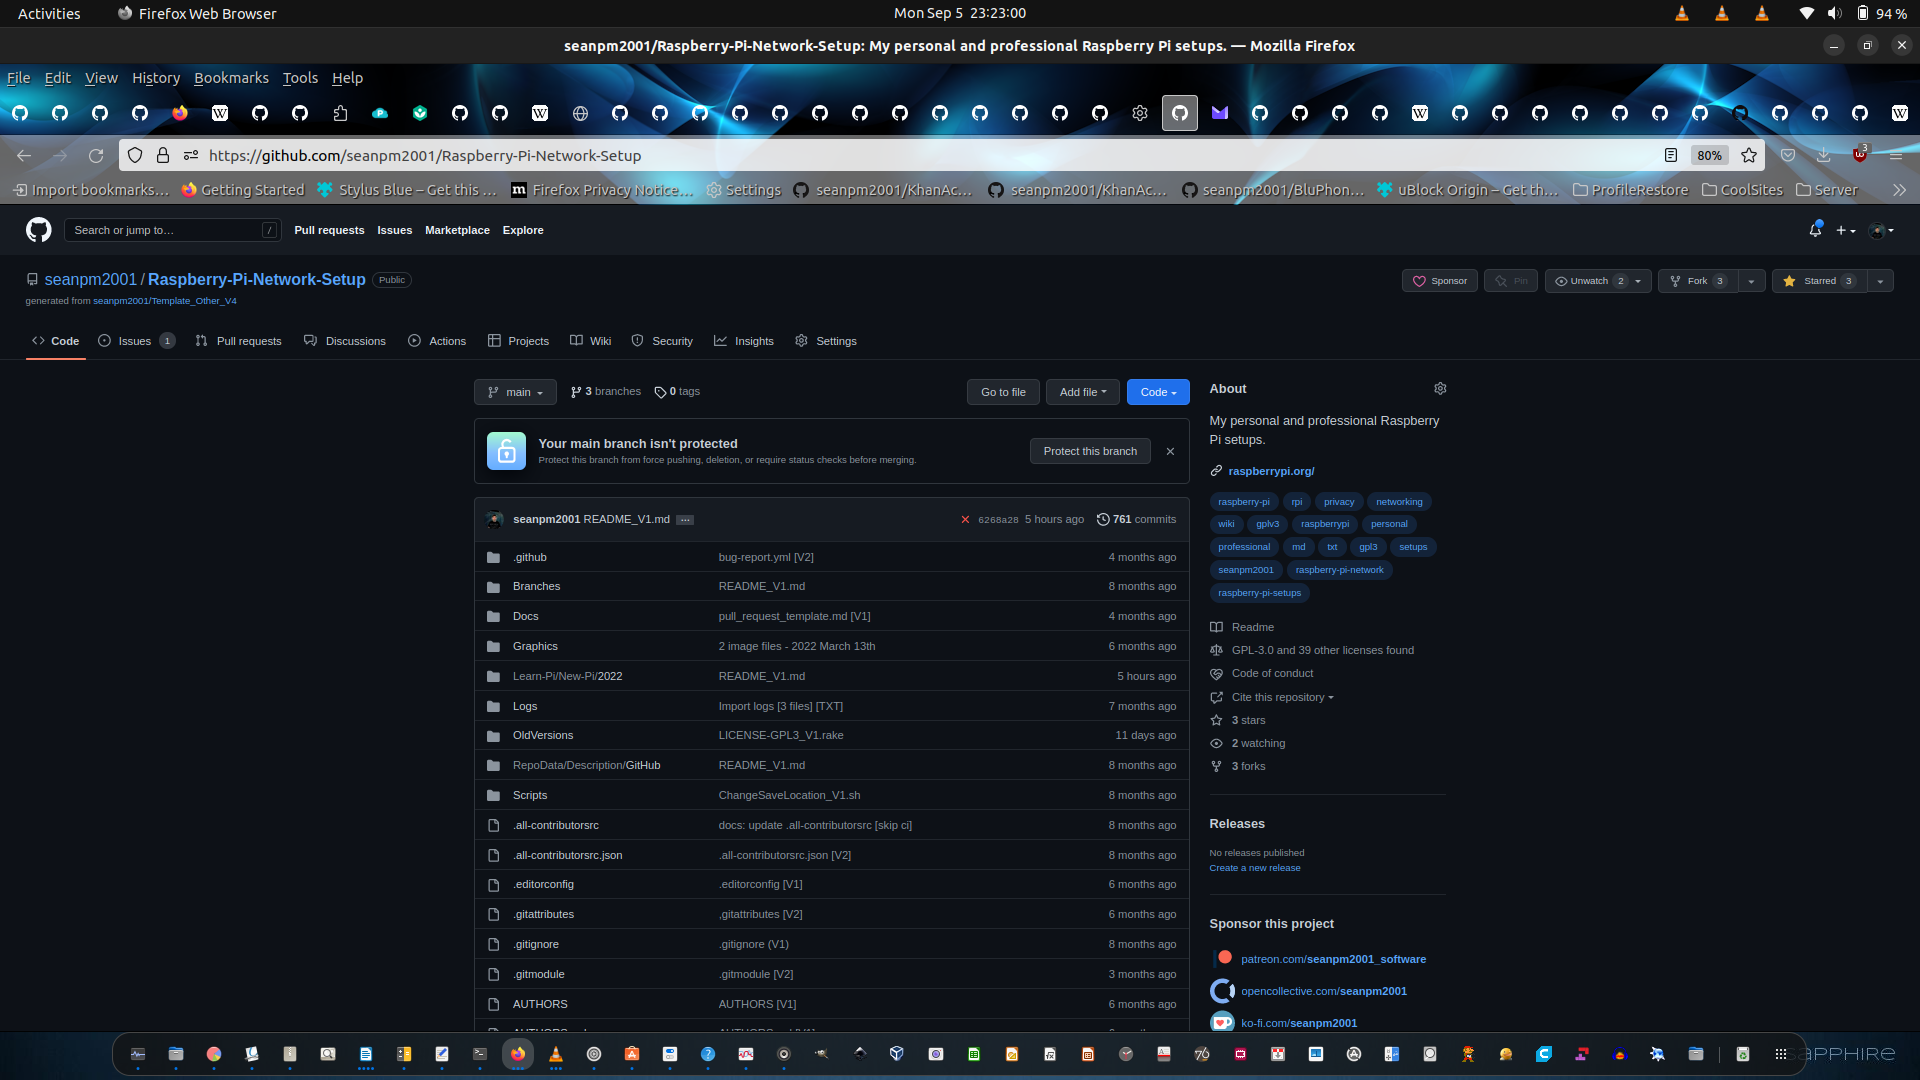 Activities
Firefox Web Browser
Mon Sep 5 23:23:00
94 %
seanpm2001/Raspberry-Pi-Network-Setup: My personal and professional Raspberry Pi setups. — Mozilla Firefox
File Edit View History Bookmarks Tools Help
https://github.com/seanpm2001/Raspberry-Pi-Network-Setup
80%
3
Import bookmarks… Getting Started Stylus Blue – Get this … Firefox Privacy Notice… Settings seanpm2001/KhanAc… seanpm2001/KhanAc… seanpm2001/BluPhon… uBlock Origin – Get th… ProfileRestore CoolSites Server
Search or jump to… /
Pull requests Issues Marketplace Explore
seanpm2001 / Raspberry-Pi-Network-Setup Public
generated from seanpm2001/Template_Other_V4
Sponsor Pin Unwatch 2 Fork 3 Starred 3
Code Issues 1 Pull requests Discussions Actions Projects Wiki Security Insights Settings
main 3 branches 0 tags
Go to file Add file Code
Your main branch isn't protected
Protect this branch from force pushing, deletion, or require status checks before merging.
Protect this branch
seanpm2001 README_V1.md … 6268a28 5 hours ago 761 commits
.github bug-report.yml [V2] 4 months ago
Branches README_V1.md 8 months ago
Docs pull_request_template.md [V1] 4 months ago
Graphics 2 image files - 2022 March 13th 6 months ago
Learn-Pi/New-Pi/2022 README_V1.md 5 hours ago
Logs Import logs [3 files] [TXT] 7 months ago
OldVersions LICENSE-GPL3_V1.rake 11 days ago
RepoData/Description/GitHub README_V1.md 8 months ago
Scripts ChangeSaveLocation_V1.sh 8 months ago
.all-contributorsrc docs: update .all-contributorsrc [skip ci] 8 months ago
.all-contributorsrc.json .all-contributorsrc.json [V2] 8 months ago
.editorconfig .editorconfig [V1] 6 months ago
.gitattributes ,gitattributes [V2] 6 months ago
.gitignore .gitignore (V1) 8 months ago
.gitmodule .gitmodule [V2] 3 months ago
AUTHORS AUTHORS [V1] 6 months ago
About
My personal and professional Raspberry
Pi setups.
raspberrypi.org/
raspberry-pi rpi privacy networking
wiki gplv3 raspberrypi personal
professional md txt gpl3 setups
seanpm2001 raspberry-pi-network
raspberry-pi-setups
Readme
GPL-3.0 and 39 other licenses found
Code of conduct
Cite this repository
3 stars
2 watching
3 forks
Releases
No releases published
Create a new release
Sponsor this project
patreon.com/seanpm2001_software
opencollective.com/seanpm2001
ko-fi.com/seanpm2001